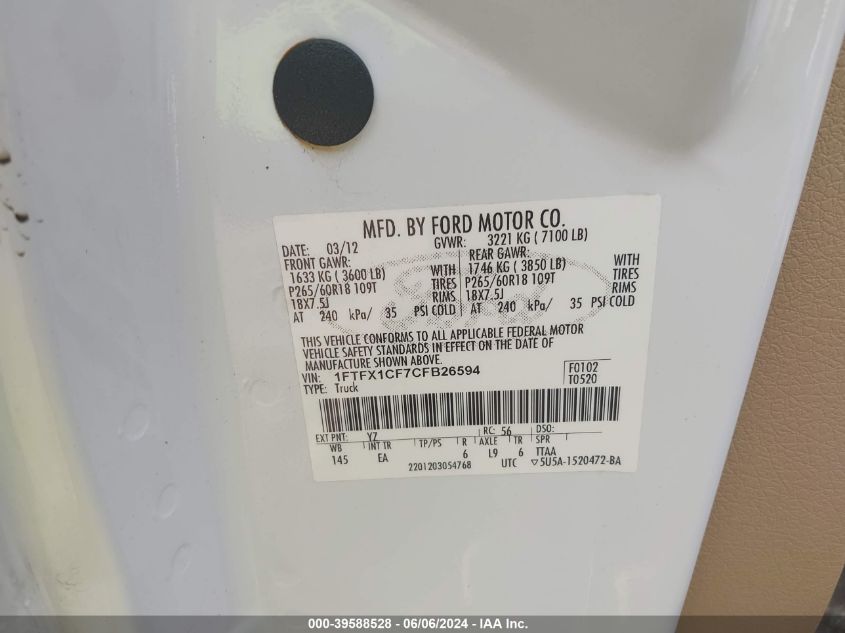 MFD. BY FORD MOTOR CO.
DATE: 03/12 GVWR: 3221 KG ( 7100 LB)
FRONT GAWR: REAR GAWR:
1633 KG ( 3600 LB) WITH 1746 KG ( 3850 LB) WITH
P265/60R18 109T TIRES P265/60R18 109T TIRES
18X7.5J RIMS 18X7.5J RIMS
AT 240 kPa/ 35 PSI COLD AT 240 kPa/ 35 PSI COLD
THIS VEHICLE CONFORMS TO ALL APPLICABLE FEDERAL MOTOR
VEHICLE SAFETY STANDARDS IN EFFECT ON THE DATE OF
MANUFACTURE SHOWN ABOVE.
VIN: 1FTFX1CF7CFB26594 F0102
TYPE: Truck T0520
EXT PNT: YZ RC: 56 DSO:
WB INT TR TP/PS R AXLE TR SPR
145 EA 6 L9 6 TTAA
2201203054768 UTC ▽5U5A-1520472-BA
000-39588528 - 06/06/2024 - IAA Inc.